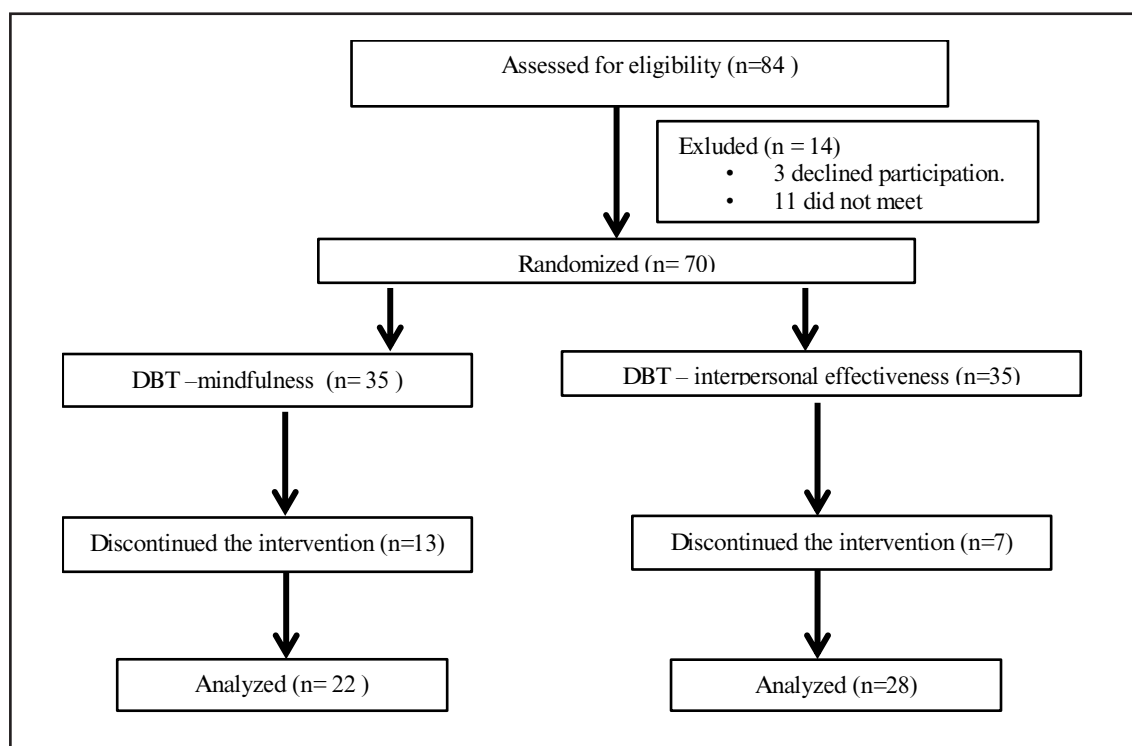 Assessed for eligibility (n=84 )
Exluded (n = 14)
• 3 declined participation.
• 11 did not meet
Randomized (n= 70)
DBT –mindfulness (n= 35 )
DBT – interpersonal effectiveness (n=35)
Discontinued the intervention (n=13)
Discontinued the intervention (n=7)
Analyzed (n= 22 )
Analyzed (n=28)